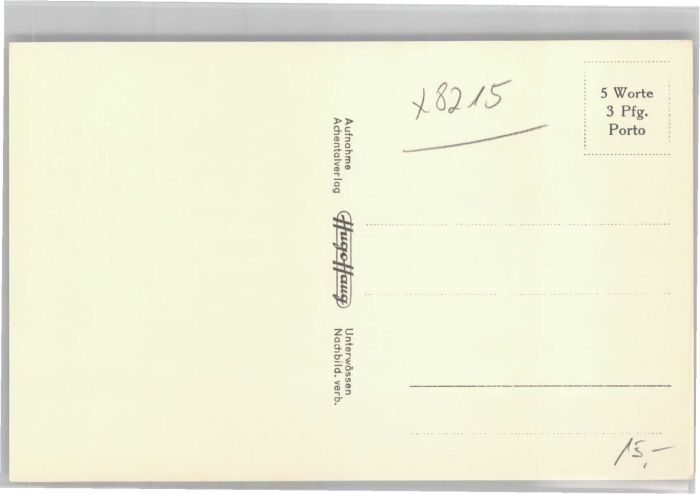 x8215
5 Worte
3 Pfg.
Porto
Aufnahme
Achentalverlag
Hugo Haug
Unterwössen
Nachbild. verb.
15,-